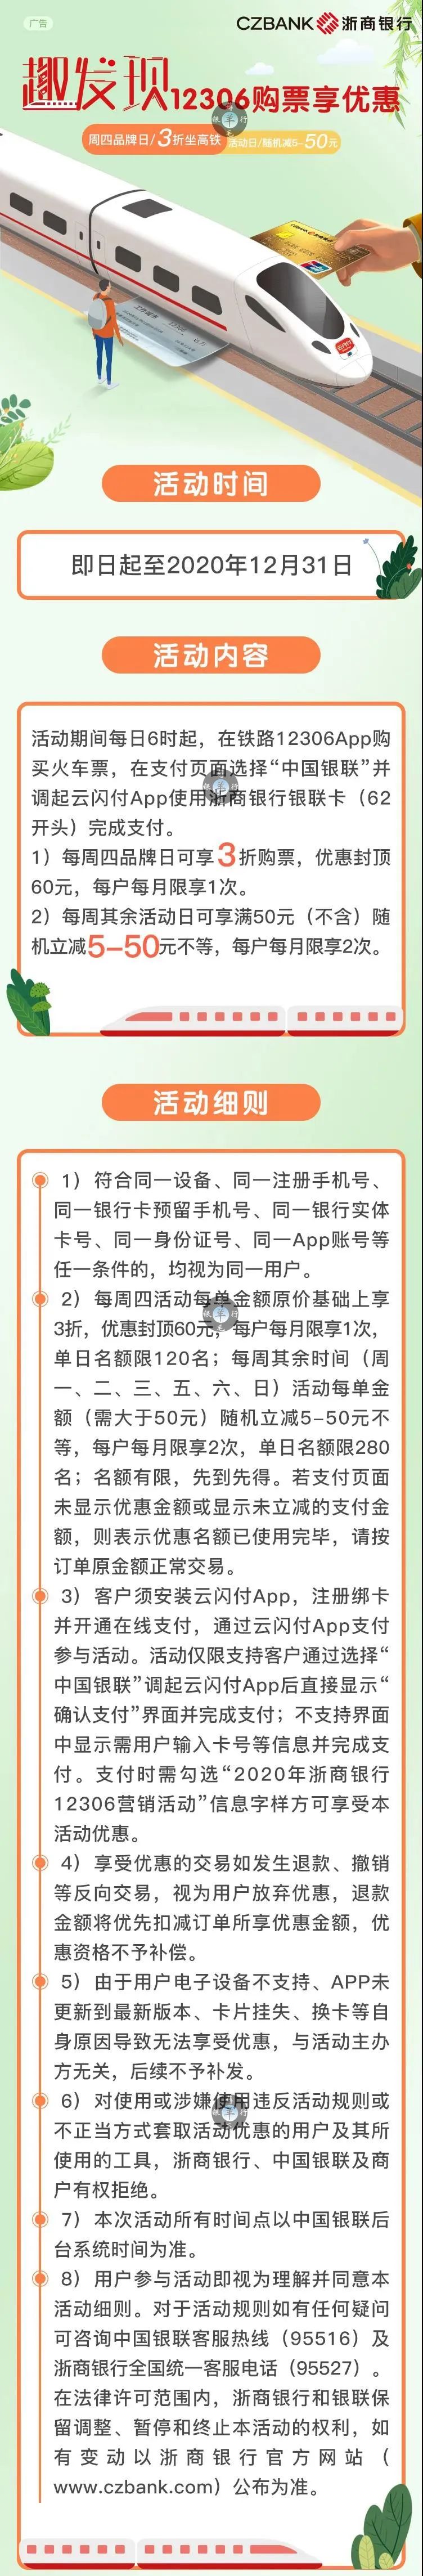 广告
CZBANK 浙商银行
趣发现12306购票享优惠
周四品牌日/3折坐高铁 活动日/随机减5-50元
活动时间
即日起至2020年12月31日
活动内容
活动期间每日6时起，在铁路12306App购
买火车票，在支付页面选择“中国银联”并
调起云闪付App使用浙商银行银联卡（62
开头）完成支付。
1）每周四品牌日可享3折购票，优惠封顶
60元，每户每月限享1次。
2）每周其余活动日可享满50元（不含）随
机立减5-50元不等，每户每月限享2次。
活动细则
1）符合同一设备、同一注册手机号、
同一银行卡预留手机号、同一银行实体
卡号、同一身份证号、同一App账号等
任一条件的，均视为同一用户。
2）每周四活动每单金额原价基础上享
3折，优惠封顶60元，每户每月限享1次，
单日名额限120名；每周其余时间（周
一、二、三、五、六、日）活动每单金
额（需大于50元）随机立减5-50元不
等，每户每月限享2次，单日名额限280
名；名额有限，先到先得。若支付页面
未显示优惠金额或显示未立减的支付金
额，则表示优惠名额已使用完毕，请按
订单原金额正常交易。
3）客户须安装云闪付App，注册绑卡
并开通在线支付，通过云闪付App支付
参与活动。活动仅限支持客户通过选择“
中国银联”调起云闪付App后直接显示“
确认支付”界面并完成支付；不支持界面
中显示需用户输入卡号等信息并完成支
付。支付时需勾选“2020年浙商银行
12306营销活动”信息字样方可享受本
活动优惠。
4）享受优惠的交易如发生退款、撤销
等反向交易，视为用户放弃优惠，退款
金额将优先扣减订单所享优惠金额，优
惠资格不予补偿。
5）由于用户电子设备不支持、APP未
更新到最新版本、卡片挂失、换卡等自
身原因导致无法享受优惠，与活动主办
方无关，后续不予补发。
6）对使用或涉嫌使用违反活动规则或
不正当方式套取活动优惠的用户及其所
使用的工具，浙商银行、中国银联及商
户有权拒绝。
7）本次活动所有时间点以中国银联后
台系统时间为准。
8）用户参与活动即视为理解并同意本
活动细则。对于活动规则如有任何疑问
可咨询中国银联客服热线（95516）及
浙商银行全国统一客服电话（95527）。
在法律许可范围内，浙商银行和银联保
留调整、暂停和终止本活动的权利，如
有变动以浙商银行官方网站（
www.czbank.com）公布为准。